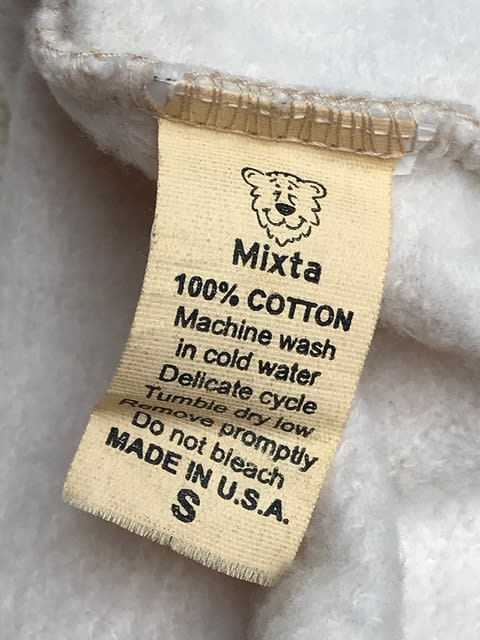 Mixta
100% COTTON
Machine wash
in cold water
Delicate cycle
Tumble dry low
Remove promptly
Do not bleach
MADE IN U.S.A.
S